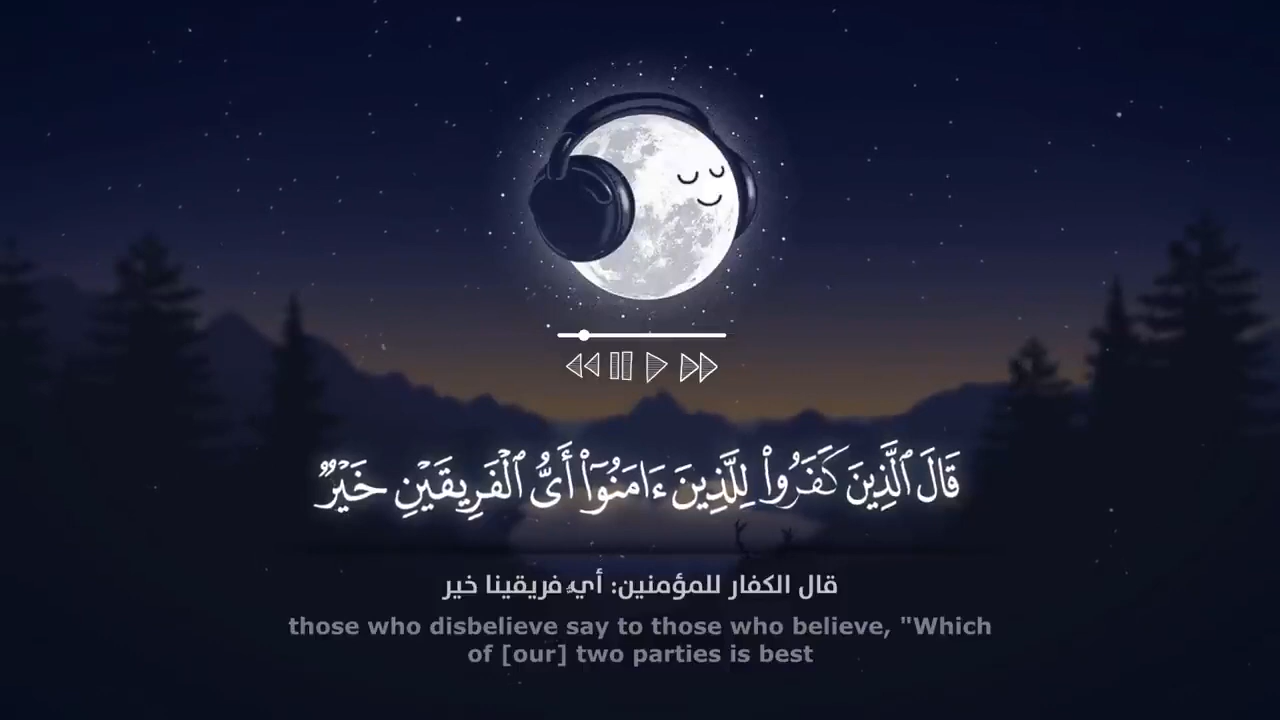 قَالَ ٱلَّذِينَ كَفَرُوا۟ لِلَّذِينَ ءَامَنُوٓا۟ أَىُّ ٱلْفَرِيقَيْنِ خَيْرٌ
قال الكفار للمؤمنين: أي فريقينا خير
those who disbelieve say to those who believe, "Which
of [our] two parties is best